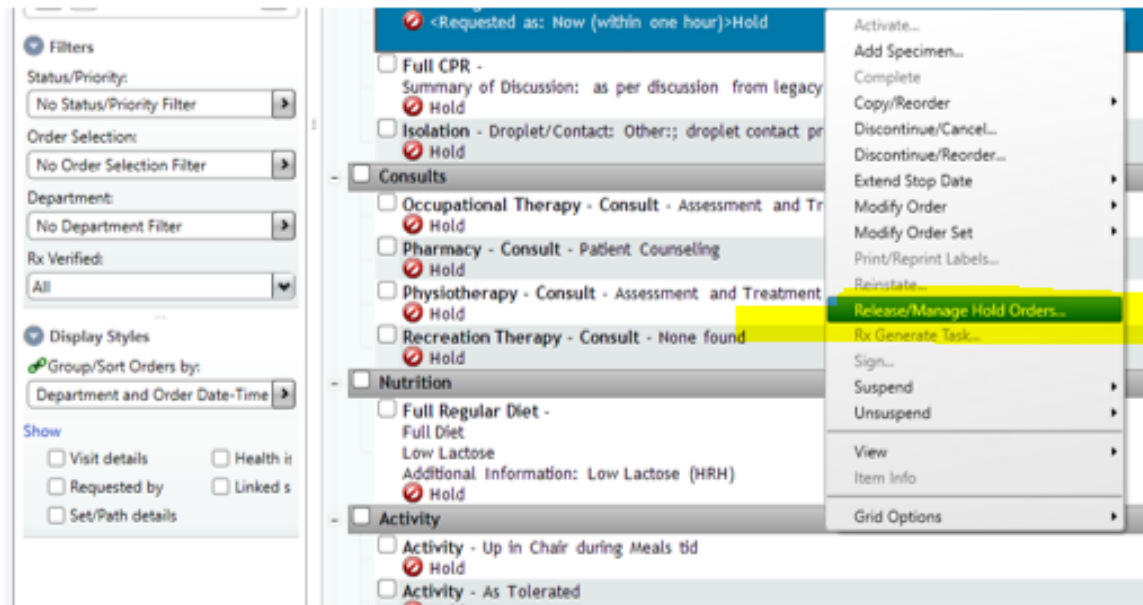 Filters
Status/Priority:
No Status/Priority Filter
Order Selection:
No Order Selection Filter
Department:
No Department Filter
Rx Verified:
All
Display Styles
Group/Sort Orders by:
Department and Order Date-Time
Show
Visit details
Health
Requested by
Linked s
Set/Path details
<Requested as: Now (within one hour)>Hold
Full CPR -
Summary of Discussion: as per discussion from legacy
Hold
Isolation - Droplet/Contact: Other:; droplet contact pr
Hold
Consults
Occupational Therapy - Consult - Assessment and Tr
Hold
Pharmacy - Consult - Patient Counseling
Hold
Physiotherapy - Consult - Assessment and Treatment
Hold
Recreation Therapy - Consult - None found
Hold
Nutrition
Full Regular Diet -
Full Diet
Low Lactose
Additional Information: Low Lactose (HRH)
Hold
Activity
Activity - Up in Chair during Meals tid
Hold
Activity - As Tolerated
Activate...
Add Specimen...
Complete
Copy/Reorder
Discontinue/Cancel...
Discontinue/Reorder...
Extend Stop Date
Modify Order
Modify Order Set
Print/Reprint Labels...
Reinstate...
Release/Manage Hold Orders...
Rx Generate Task...
Sign...
Suspend
Unsuspend
View
Item Info
Grid Options